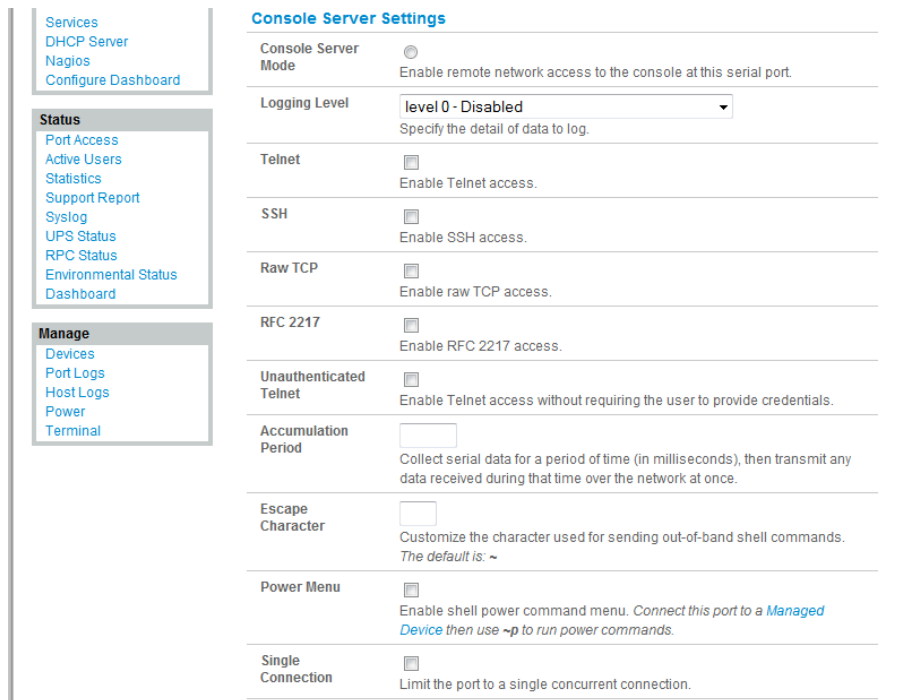 Services
DHCP Server
Nagios
Configure Dashboard
Status
Port Access
Active Users
Statistics
Support Report
Syslog
UPS Status
RPC Status
Environmental Status
Dashboard
Manage
Devices
Port Logs
Host Logs
Power
Terminal
Console Server Settings
Console Server
Mode
Enable remote network access to the console at this serial port.
Logging Level
level 0 - Disabled
Specify the detail of data to log.
Telnet
Enable Telnet access.
SSH
Enable SSH access.
Raw TCP
Enable raw TCP access.
RFC 2217
Enable RFC 2217 access.
Unauthenticated
Telnet
Enable Telnet access without requiring the user to provide credentials.
Accumulation
Period
Collect serial data for a period of time (in milliseconds), then transmit any
data received during that time over the network at once.
Escape
Character
Customize the character used for sending out-of-band shell commands.
The default is: ~
Power Menu
Enable shell power command menu. Connect this port to a Managed
Device then use ~p to run power commands.
Single
Connection
Limit the port to a single concurrent connection.